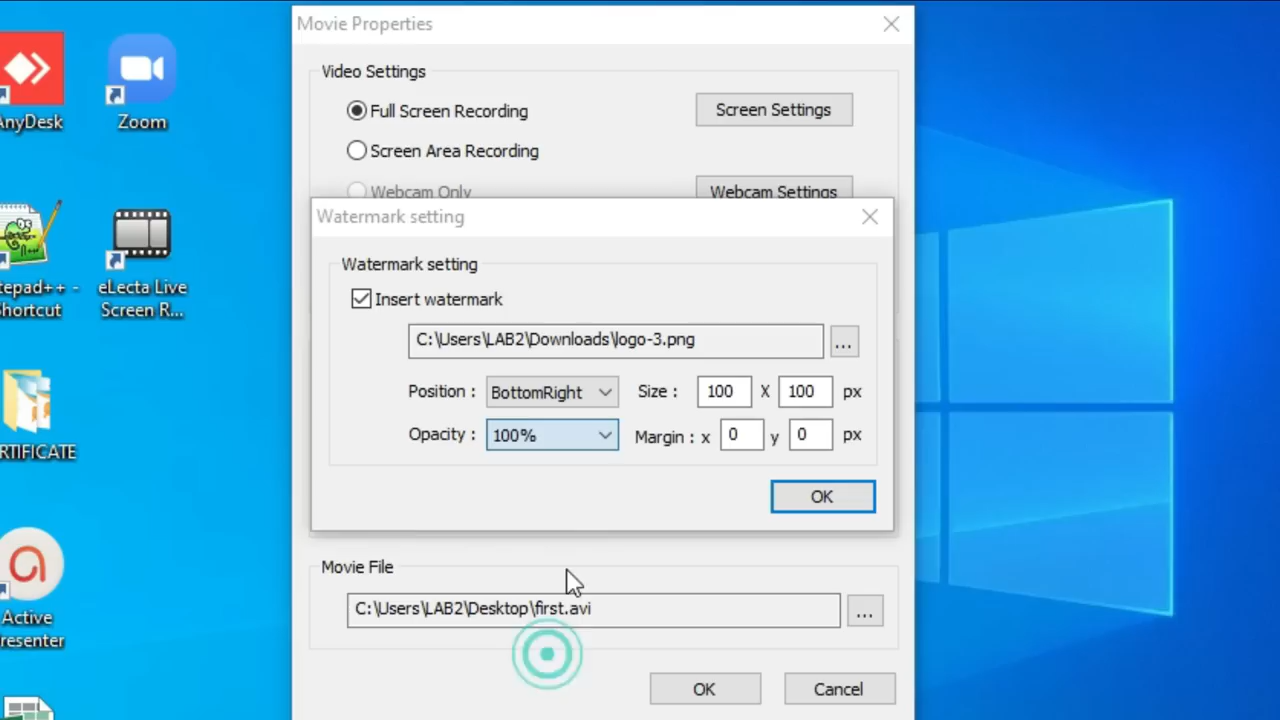 Movie Properties
Video Settings
Full Screen Recording
Screen Settings
Screen Area Recording
Webcam Only
Webcam Settings
Watermark setting
Watermark setting
Insert watermark
C:\Users\LAB2\Downloads\logo-3.png
...
Position :
BottomRight
Size :
100
X
100
px
Opacity :
100%
Margin :
x
0
y
0
px
OK
Movie File
C:\Users\LAB2\Desktop\first.avi
...
OK
Cancel
AnyDesk
Zoom
tepad++ -
Shortcut
eLecta Live
Screen R...
RTIFICATE
Active
resenter